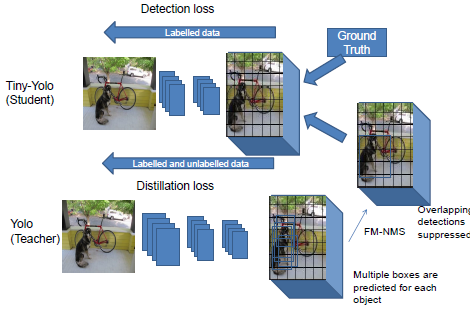 Detection loss
Labelled data
Ground
Truth
Tiny-Yolo
(Student)
Labelled and unlabelled data
Distillation loss
Yolo
(Teacher)
FM-NMS
Overlapping
detections
suppressed
Multiple boxes are
predicted for each
object